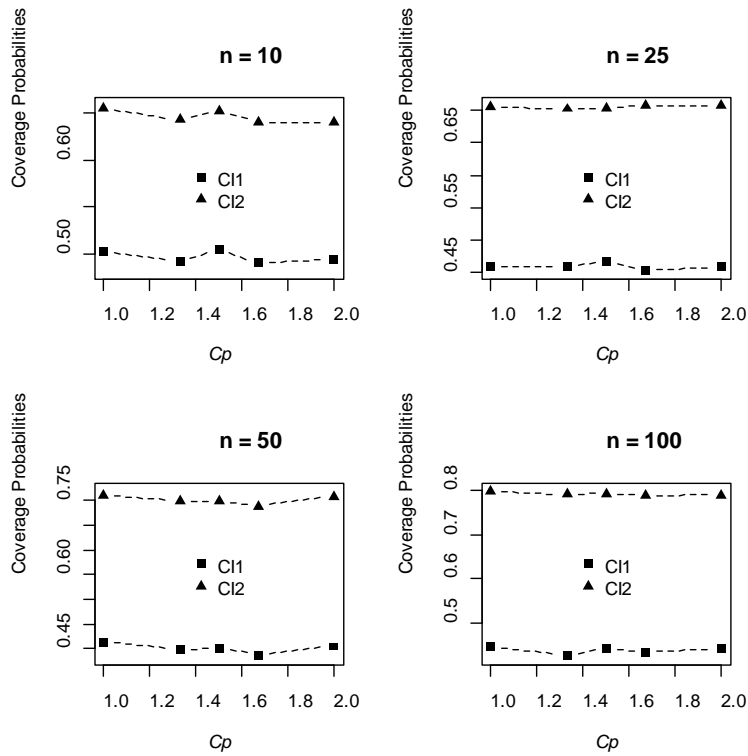 n = 10
Coverage Probabilities
0.60
0.50
CI1
CI2
1.0 1.2 1.4 1.6 1.8 2.0
Cp
n = 25
Coverage Probabilities
0.65
0.55
0.45
CI1
CI2
1.0 1.2 1.4 1.6 1.8 2.0
Cp
n = 50
Coverage Probabilities
0.75
0.60
0.45
CI1
CI2
1.0 1.2 1.4 1.6 1.8 2.0
Cp
n = 100
Coverage Probabilities
0.8
0.7
0.6
0.5
CI1
CI2
1.0 1.2 1.4 1.6 1.8 2.0
Cp